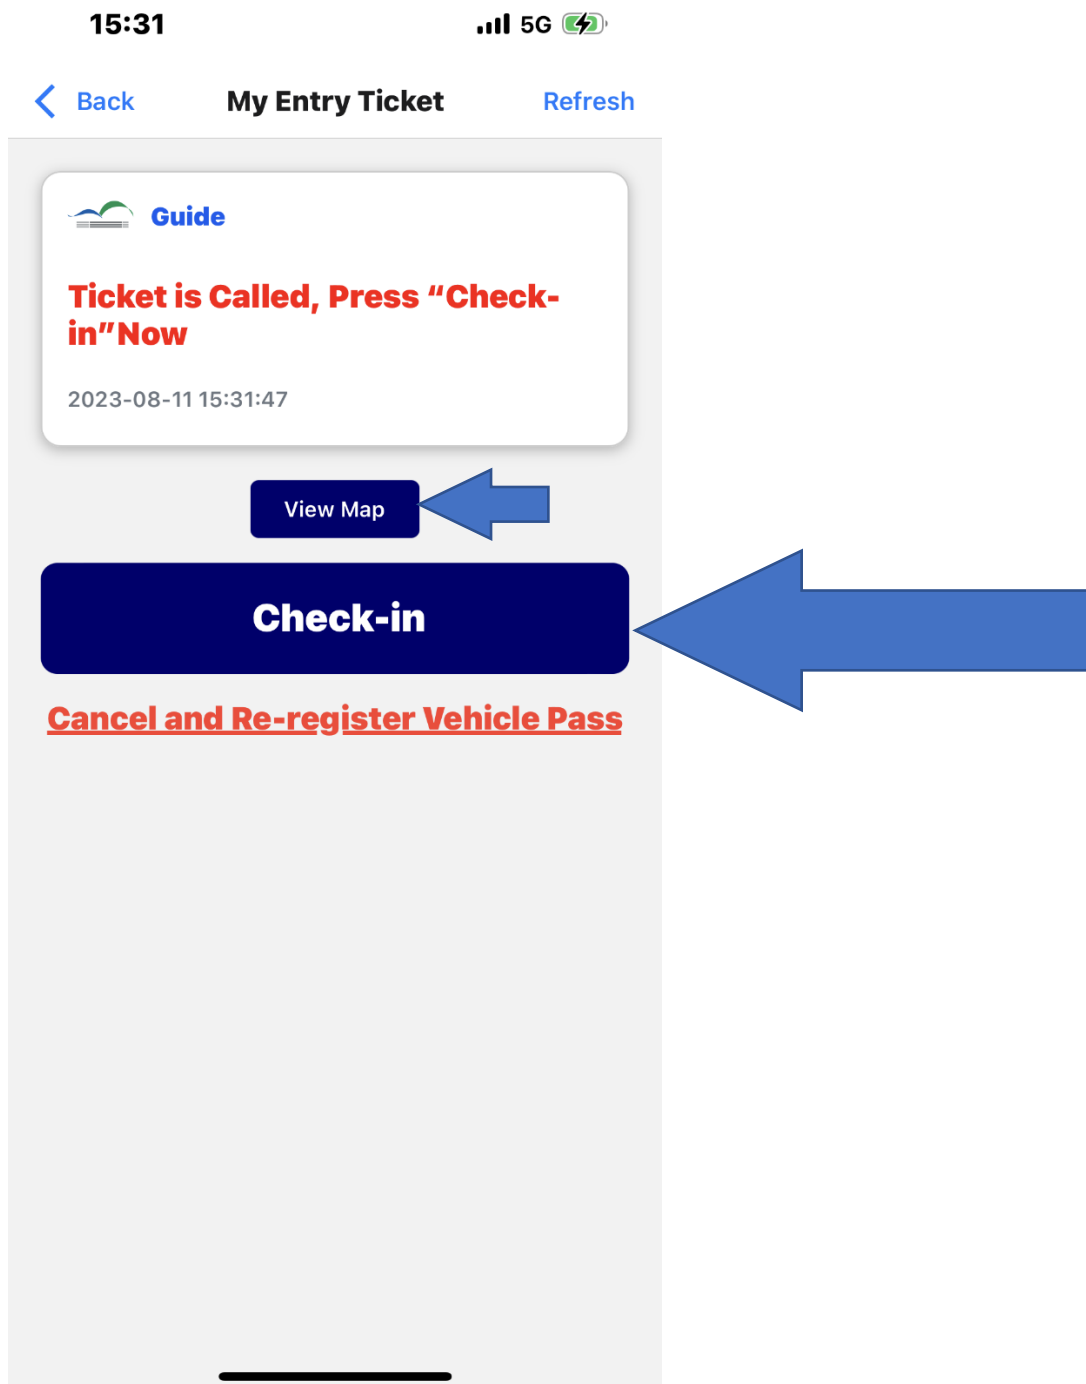 15:31 5G
Back My Entry Ticket Refresh
Guide
Ticket is Called, Press “Check-
in”Now
2023-08-11 15:31:47
View Map
Check-in
Cancel and Re-register Vehicle Pass